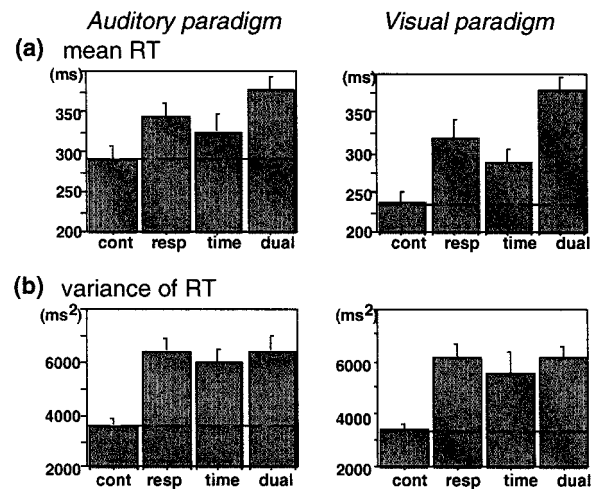 Auditory paradigm Visual paradigm
(a) mean RT
(ms) (ms)
350 350
300 300
250 250
200 200
cont resp time dual cont resp time dual
(b) variance of RT
(ms²) (ms²)
6000 6000
4000 4000
2000 2000
cont resp time dual cont resp time dual